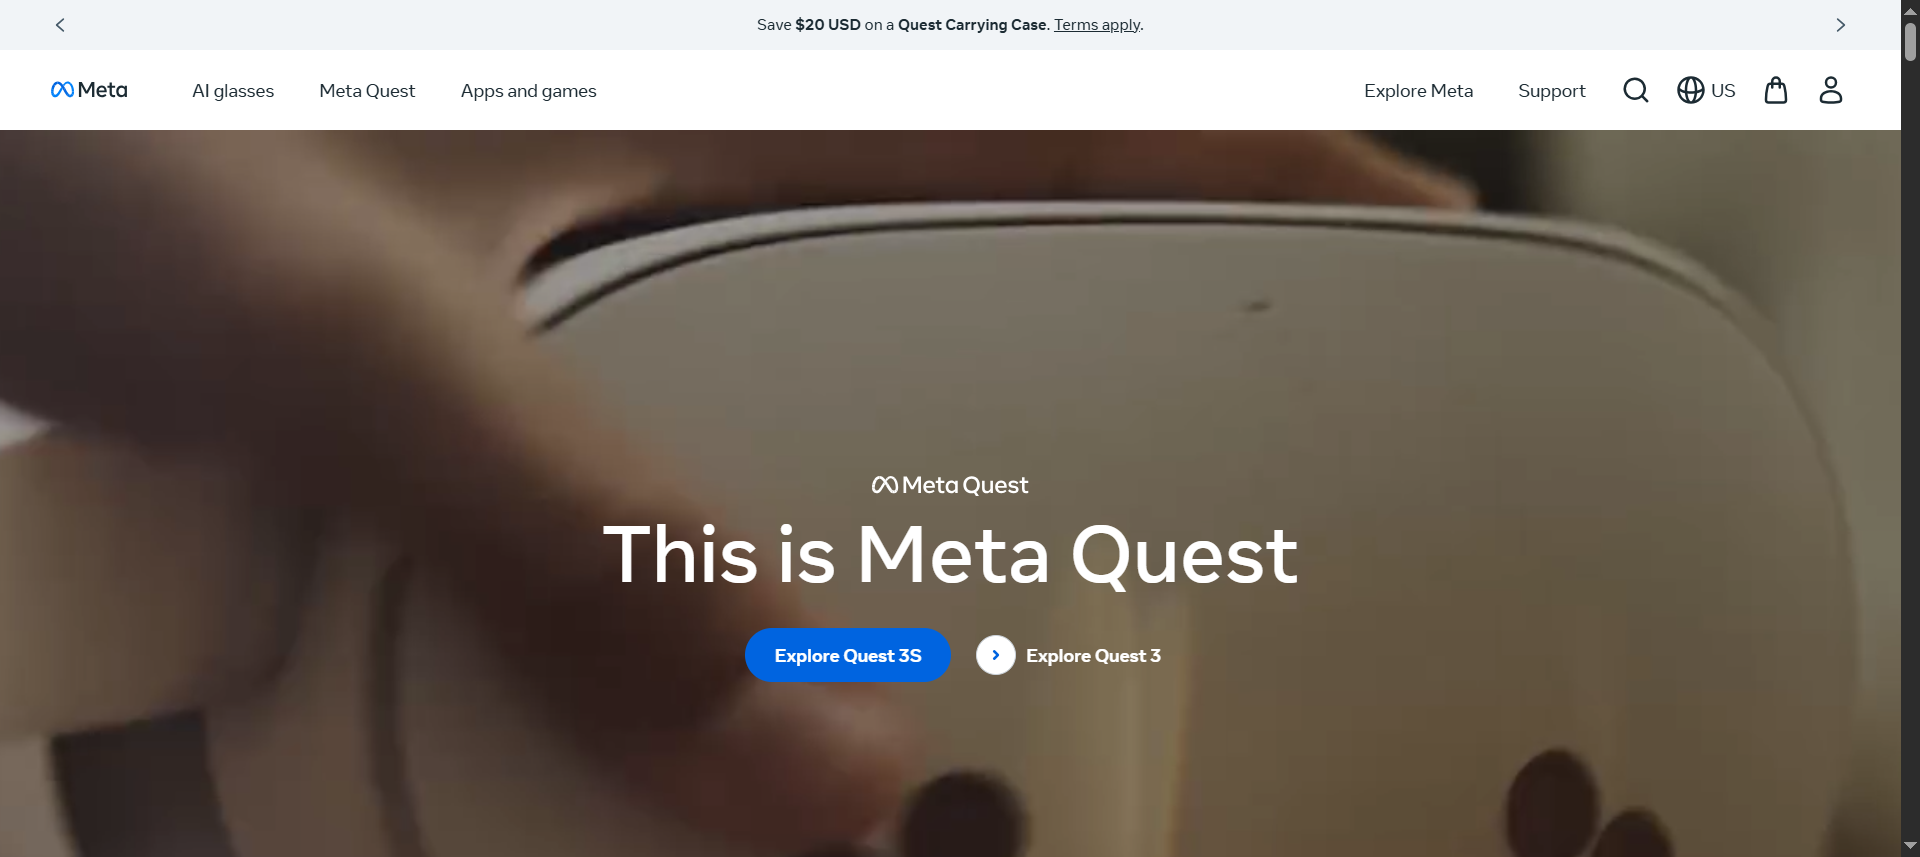 Save $20 USD on a Quest Carrying Case. Terms apply.
Meta
AI glasses
Meta Quest
Apps and games
Explore Meta
Support
US
Meta Quest
This is Meta Quest
Explore Quest 3S
Explore Quest 3